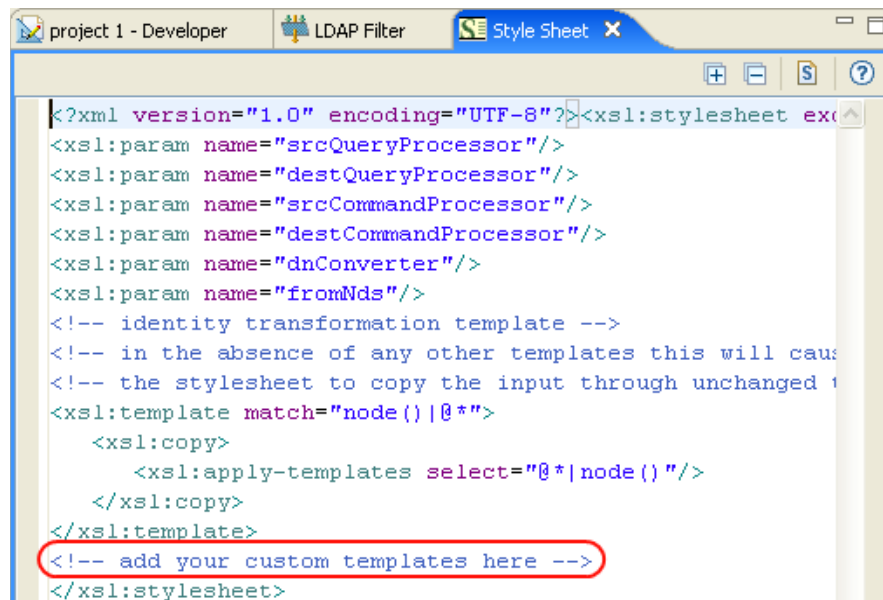 project 1 - Developer LDAP Filter Style Sheet
<?xml version="1.0" encoding="UTF-8"?><xsl:stylesheet
<xsl:param name="srcQueryProcessor"/>
<xsl:param name="destQueryProcessor"/>
<xsl:param name="srcCommandProcessor"/>
<xsl:param name="destCommandProcessor"/>
<xsl:param name="dnConverter"/>
<xsl:param name="fromNds"/>
<!-- identity transformation template -->
<!-- in the absence of any other templates this will
<!-- the stylesheet to copy the input through unchanged
<xsl:template match="node()|@*">
<xsl:copy>
<xsl:apply-templates select="@*|node()"/>
</xsl:copy>
</xsl:template>
<!-- add your custom templates here -->
</xsl:stylesheet>